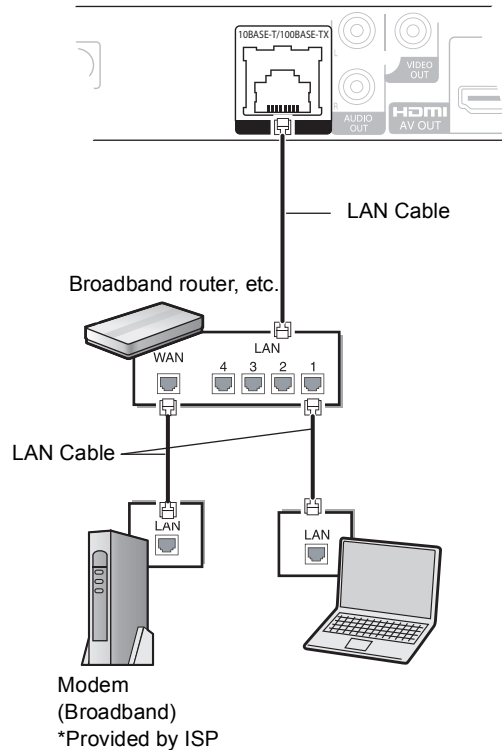 10BASE-T/100BASE-TX
L
R
VIDEO
OUT
AUDIO
OUT
HDMI
AV OUT
LAN Cable
Broadband router, etc.
WAN
LAN
4 3 2 1
LAN Cable
LAN
LAN
Modem
(Broadband)
*Provided by ISP